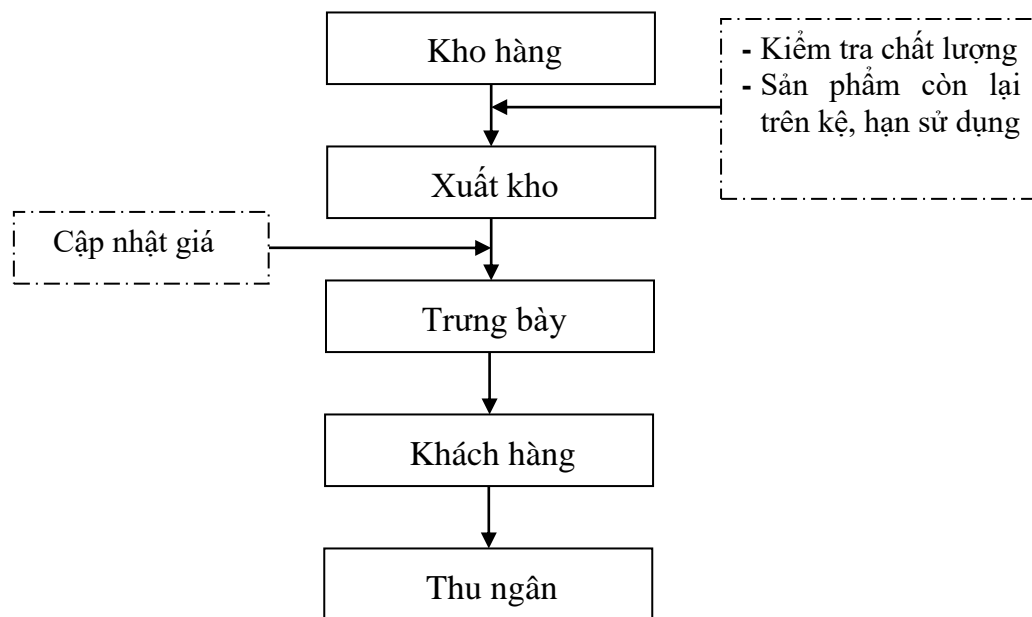 Kho hàng
- Kiểm tra chất lượng
- Sản phẩm còn lại
trên kệ, hạn sử dụng
Xuất kho
Cập nhật giá
Trưng bày
Khách hàng
Thu ngân